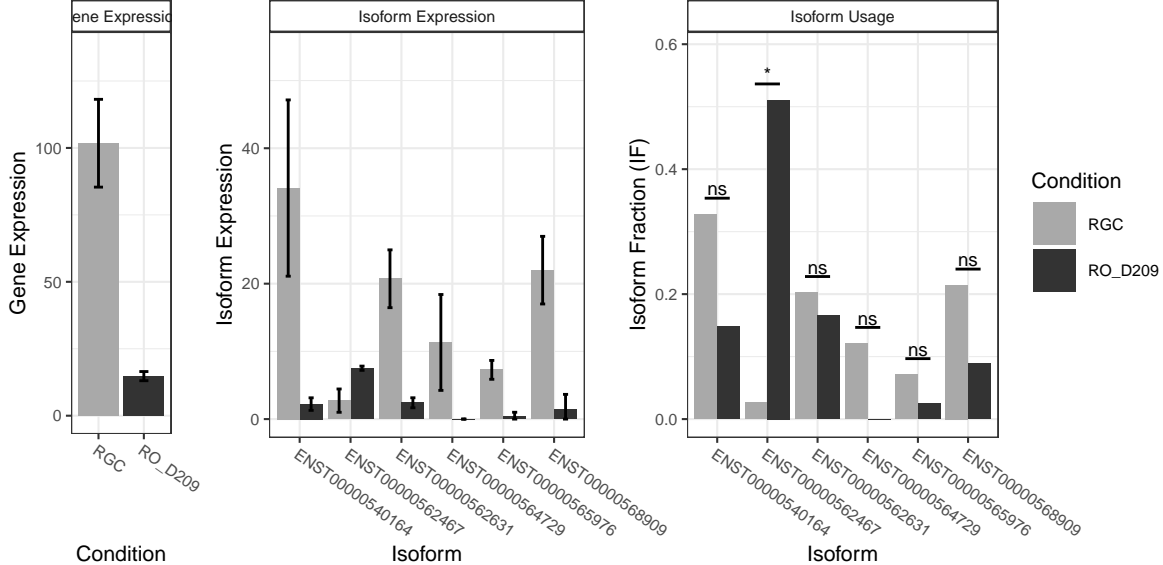 ene Expressio
Gene Expression
100
50
0
RGC
RO_D209
Condition
Isoform Expression
Isoform Expression
40
20
0
ENST00000540164
ENST00000562467
ENST00000562631
ENST00000564729
ENST00000565976
ENST00000568909
Isoform
Isoform Usage
Isoform Fraction (IF)
0.6
0.4
0.2
0.0
ns
*
ns
ns
ns
ns
ENST00000540164
ENST00000562467
ENST00000562631
ENST00000564729
ENST00000565976
ENST00000568909
Isoform
Condition
RGC
RO_D209